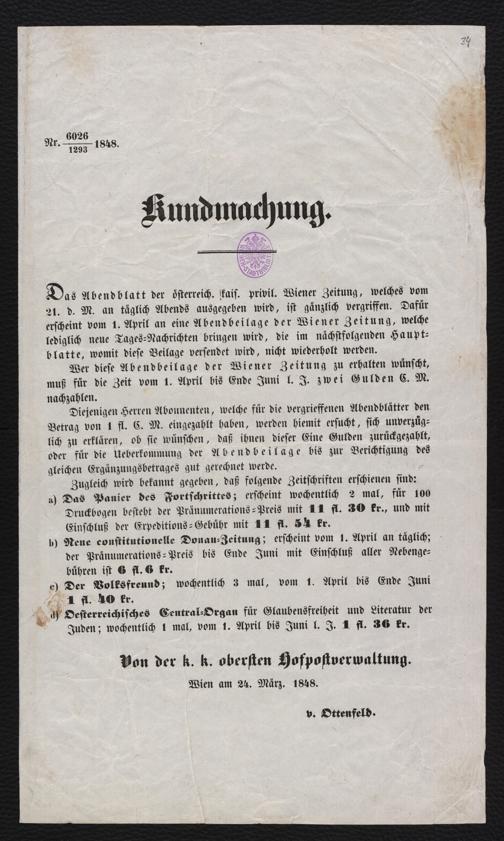 34
Nr. 6026/1293 1848.
Kundmachung.
Das Abendblatt der österreich. kais. privil. Wiener Zeitung, welches vom
21. d. M. an täglich Abends ausgegeben wird, ist gänzlich vergriffen. Dafür
erscheint vom 1. April an eine Abendbeilage der Wiener Zeitung, welche
lediglich neue Tages-Nachrichten bringen wird, die im nächstfolgenden Haupt-
blatte, womit diese Beilage versendet wird, nicht wiederholt werden.
Wer diese Abendbeilage der Wiener Zeitung zu erhalten wünscht,
muß für die Zeit vom 1. April bis Ende Juni l. J. zwei Gulden C. M.
nachzahlen.
Diejenigen Herren Abonnenten, welche für die vergrieffenen Abendblätter den
Betrag von 1 fl. C. M. eingezahlt haben, werden hiemit ersucht, sich unverzüg-
lich zu erklären, ob sie wünschen, daß ihnen dieser Eine Gulden zurückgezahlt,
oder für die Ueberkommung der Abendbeilage bis zur Berichtigung des
gleichen Ergänzungsbetrages gut gerechnet werde.
Zugleich wird bekannt gegeben, daß folgende Zeitschriften erschienen sind:
a) Das Panier des Fortschrittes; erscheint wochentlich 2 mal, für 100
Druckbogen besteht der Pränumerations-Preis mit 11 fl. 30 kr., und mit
Einschluß der Expeditions-Gebühr mit 11 fl. 54 kr.
b) Neue constitutionelle Donau-Zeitung; erscheint vom 1. April an täglich;
der Pränumerations-Preis bis Ende Juni mit Einschluß aller Nebenge-
bühren ist 6 fl. 6 kr.
c) Der Volksfreund; wochentlich 3 mal, vom 1. April bis Ende Juni
1 fl. 40 kr.
d) Oesterreichisches Central-Organ für Glaubensfreiheit und Literatur der
Juden; wochentlich 1 mal, vom 1. April bis Juni l. J. 1 fl. 36 kr.
Von der k. k. obersten Hofpostverwaltung.
Wien am 24. März. 1848.
v. Ottenfeld.